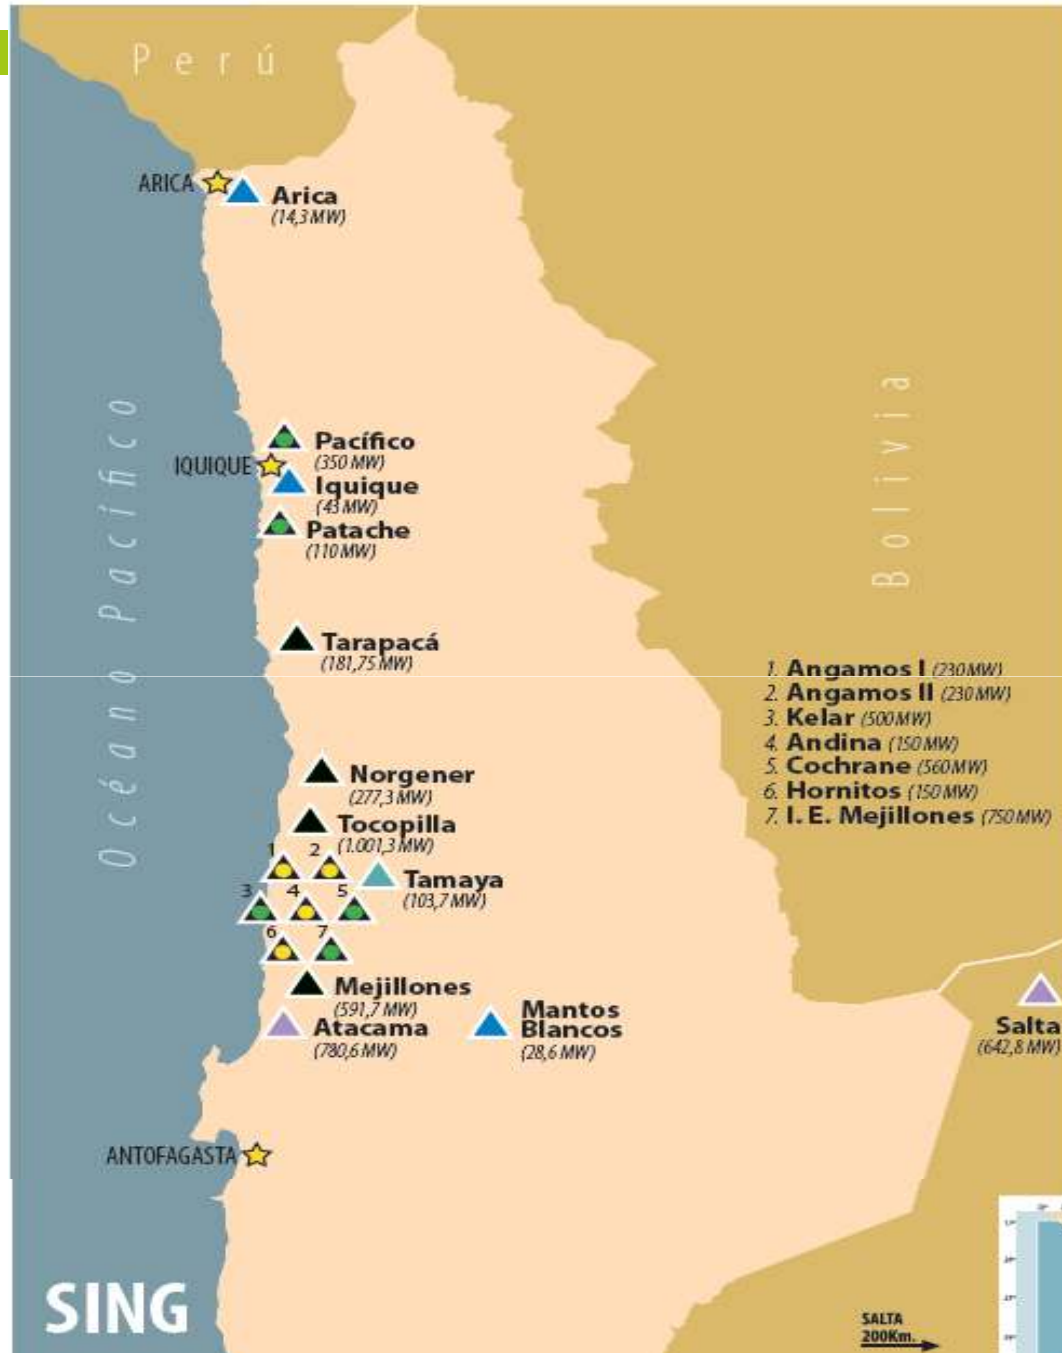 Perú
ARICA
Arica
(14,3 MW)
Océano Pacífico
Bolivia
Pacífico
(350 MW)
IQUIQUE
Iquique
(43 MW)
Patache
(110 MW)
Tarapacá
(181,75 MW)
1. Angamos I (230 MW)
2. Angamos II (230 MW)
3. Kelar (500 MW)
4. Andina (150 MW)
5. Cochrane (560 MW)
6. Hornitos (150 MW)
7. I. E. Mejillones (750 MW)
Norgener
(277,3 MW)
Tocopilla
(1.001,3 MW)
1 2
Tamaya
(103,7 MW)
3 4 5
6 7
Mejillones
(591,7 MW)
Atacama
(780,6 MW)
Mantos
Blancos
(28,6 MW)
Salta
(642,8 MW)
ANTOFAGASTA
SING
SALTA
200Km.